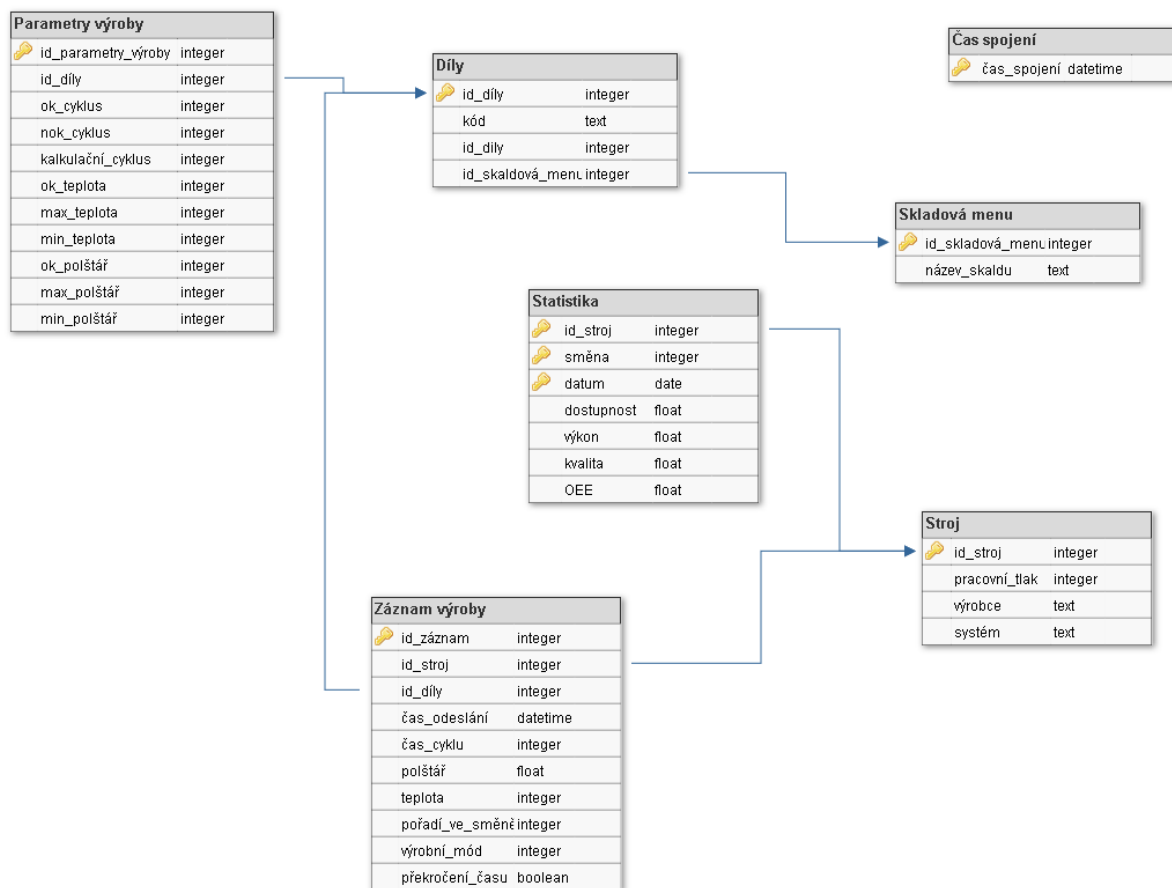 Parametry výroby
id_parametry_výroby integer
id_díly integer
ok_cyklus integer
nok_cyklus integer
kalkulační_cyklus integer
ok_teplota integer
max_teplota integer
min_teplota integer
ok_polštář integer
max_polštář integer
min_polštář integer
Díly
id_díly integer
kód text
id_dily integer
id_skaldová_menu integer
Čas spojení
čas_spojení datetime
Skladová menu
id_skladová_menu integer
název_skaldu text
Statistika
id_stroj integer
směna integer
datum date
dostupnost float
výkon float
kvalita float
OEE float
Stroj
id_stroj integer
pracovní_tlak integer
výrobce text
systém text
Záznam výroby
id_záznam integer
id_stroj integer
id_díly integer
čas_odeslání datetime
čas_cyklu integer
polštář float
teplota integer
pořadí_ve_směně integer
výrobní_mód integer
překročení_času boolean